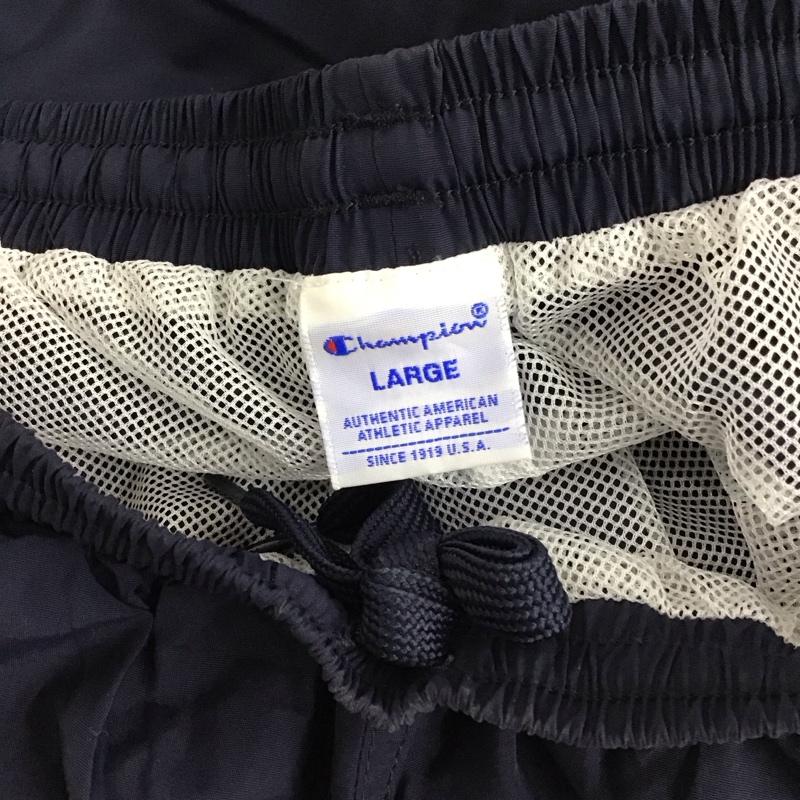 Champion®
LARGE
AUTHENTIC AMERICAN
ATHLETIC APPAREL
SINCE 1919 U.S.A.